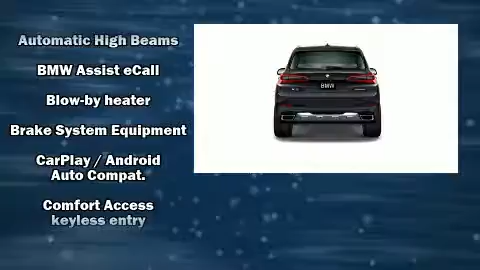 Automatic High Beams
BMW Assist eCall
Blow-by heater
Brake System Equipment
CarPlay / Android
Auto Compat.
Comfort Access
keyless entry
BMW